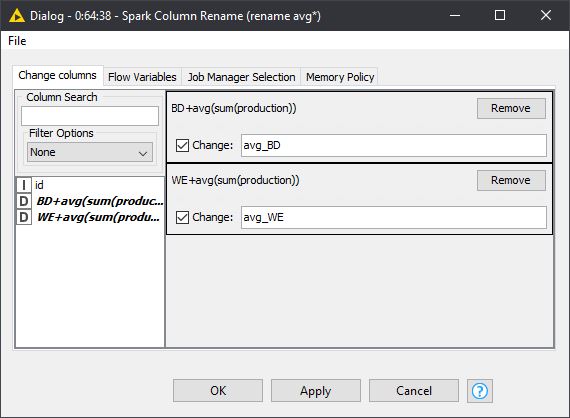 Dialog - 0:64:38 - Spark Column Rename (rename avg*)
File
Change columns Flow Variables Job Manager Selection Memory Policy
Column Search
Filter Options
None
I id
D BD+avg(sum(produc...
D WE+avg(sum(produ...
BD+avg(sum(production)) Remove
Change: avg_BD
WE+avg(sum(production)) Remove
Change: avg_WE
OK Apply Cancel ?